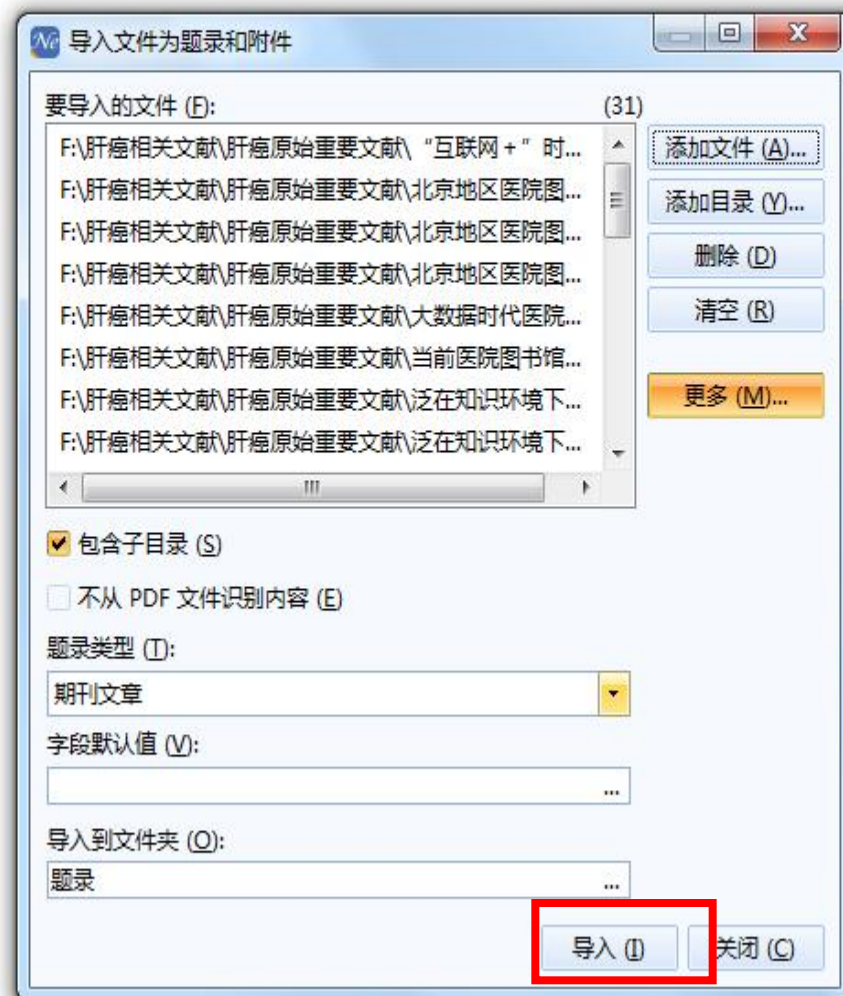 Ne 导入文件为题录和附件
要导入的文件 (F): (31)
F:\肝癌相关文献\肝癌原始重要文献\“互联网+”时...
F:\肝癌相关文献\肝癌原始重要文献\北京地区医院图...
F:\肝癌相关文献\肝癌原始重要文献\北京地区医院图...
F:\肝癌相关文献\肝癌原始重要文献\北京地区医院图...
F:\肝癌相关文献\肝癌原始重要文献\大数据时代医院...
F:\肝癌相关文献\肝癌原始重要文献\当前医院图书馆...
F:\肝癌相关文献\肝癌原始重要文献\泛在知识环境下...
F:\肝癌相关文献\肝癌原始重要文献\泛在知识环境下...
添加文件 (A)...
添加目录 (Y)...
删除 (D)
清空 (R)
更多 (M)...
包含子目录 (S)
不从 PDF 文件识别内容 (E)
题录类型 (T):
期刊文章
字段默认值 (V):
...
导入到文件夹 (O):
题录 ...
导入 (I) 关闭 (C)